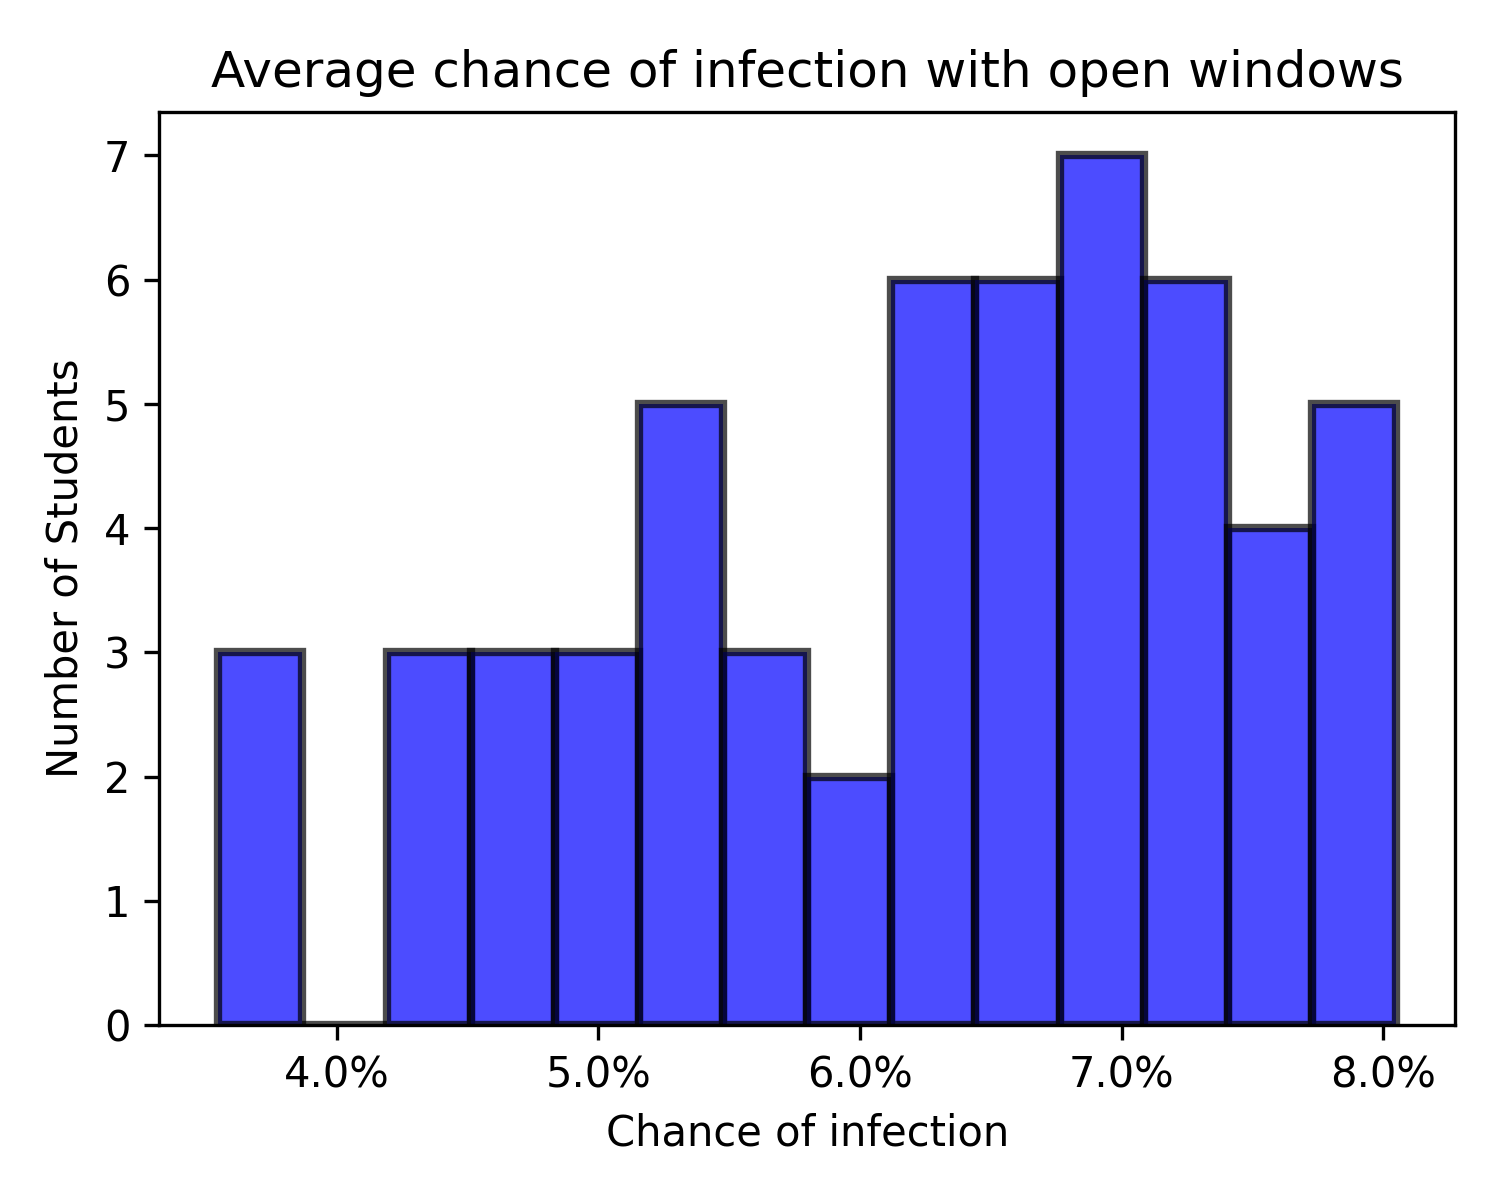 Average chance of infection with open windows
Number of Students
7
6
5
4
3
2
1
0
4.0% 5.0% 6.0% 7.0% 8.0%
Chance of infection